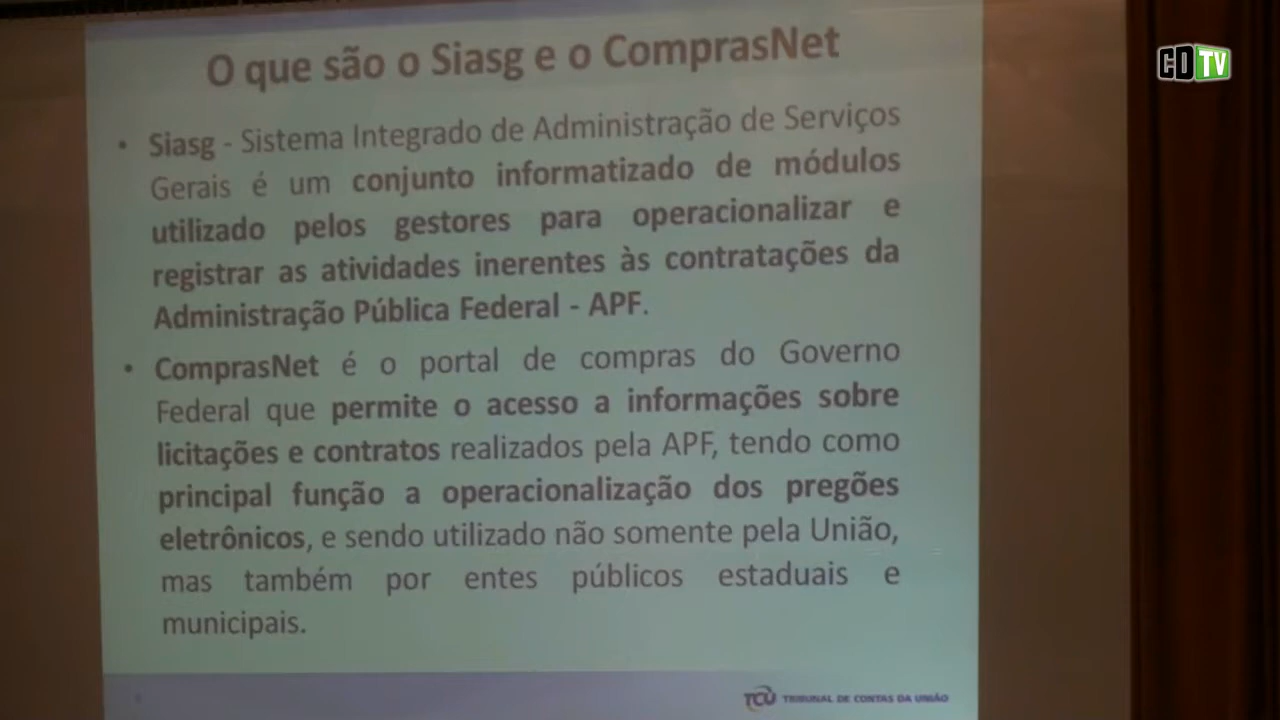 O que são o Siasg e o ComprasNet
CDTV
• Siasg - Sistema Integrado de Administração de Serviços
Gerais é um conjunto informatizado de módulos
utilizado pelos gestores para operacionalizar e
registrar as atividades inerentes às contratações da
Administração Pública Federal - APF.
• ComprasNet é o portal de compras do Governo
Federal que permite o acesso a informações sobre
licitações e contratos realizados pela APF, tendo como
principal função a operacionalização dos pregões
eletrônicos, e sendo utilizado não somente pela União,
mas também por entes públicos estaduais e
municipais.
TCU TRIBUNAL DE CONTAS DA UNIÃO